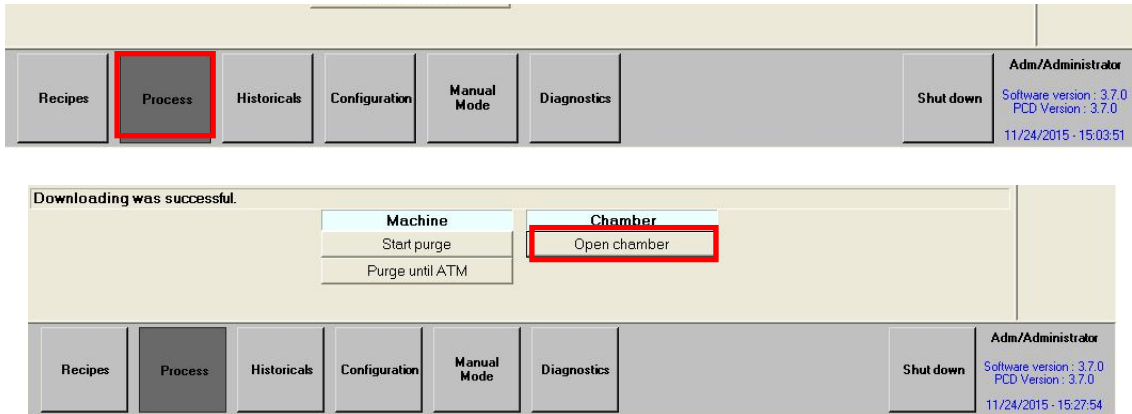 Adm/Administrator
Recipes Process Historicals Configuration Manual Mode Diagnostics Shut down
Software version : 3.7.0
PCD Version : 3.7.0
11/24/2015 - 15:03:51
Downloading was successful.
Machine Chamber
Start purge Open chamber
Purge until ATM
Adm/Administrator
Recipes Process Historicals Configuration Manual Mode Diagnostics Shut down
Software version : 3.7.0
PCD Version : 3.7.0
11/24/2015 - 15:27:54